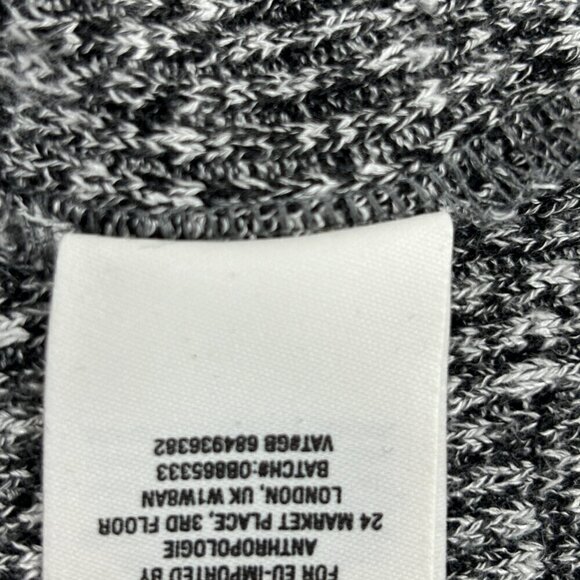 FOR EU-IMPORTED BY
ANTHROPOLOGIE
24 MARKET PLACE, 3RD FLOOR
LONDON, UK W1W8AN
BATCH#:0B865333
VAT#GB 684936382